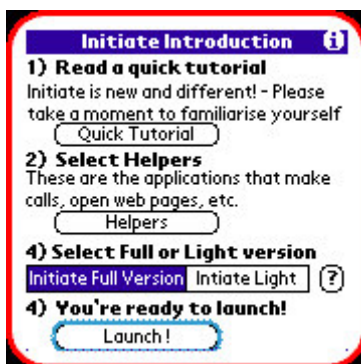 Initiate Introduction i
1) Read a quick tutorial
Initiate is new and different! - Please
take a moment to familiarise yourself
Quick Tutorial
2) Select Helpers
These are the applications that make
calls, open web pages, etc.
Helpers
4) Select Full or Light version
Initiate Full Version Intiate Light ?
4) You're ready to launch!
Launch !